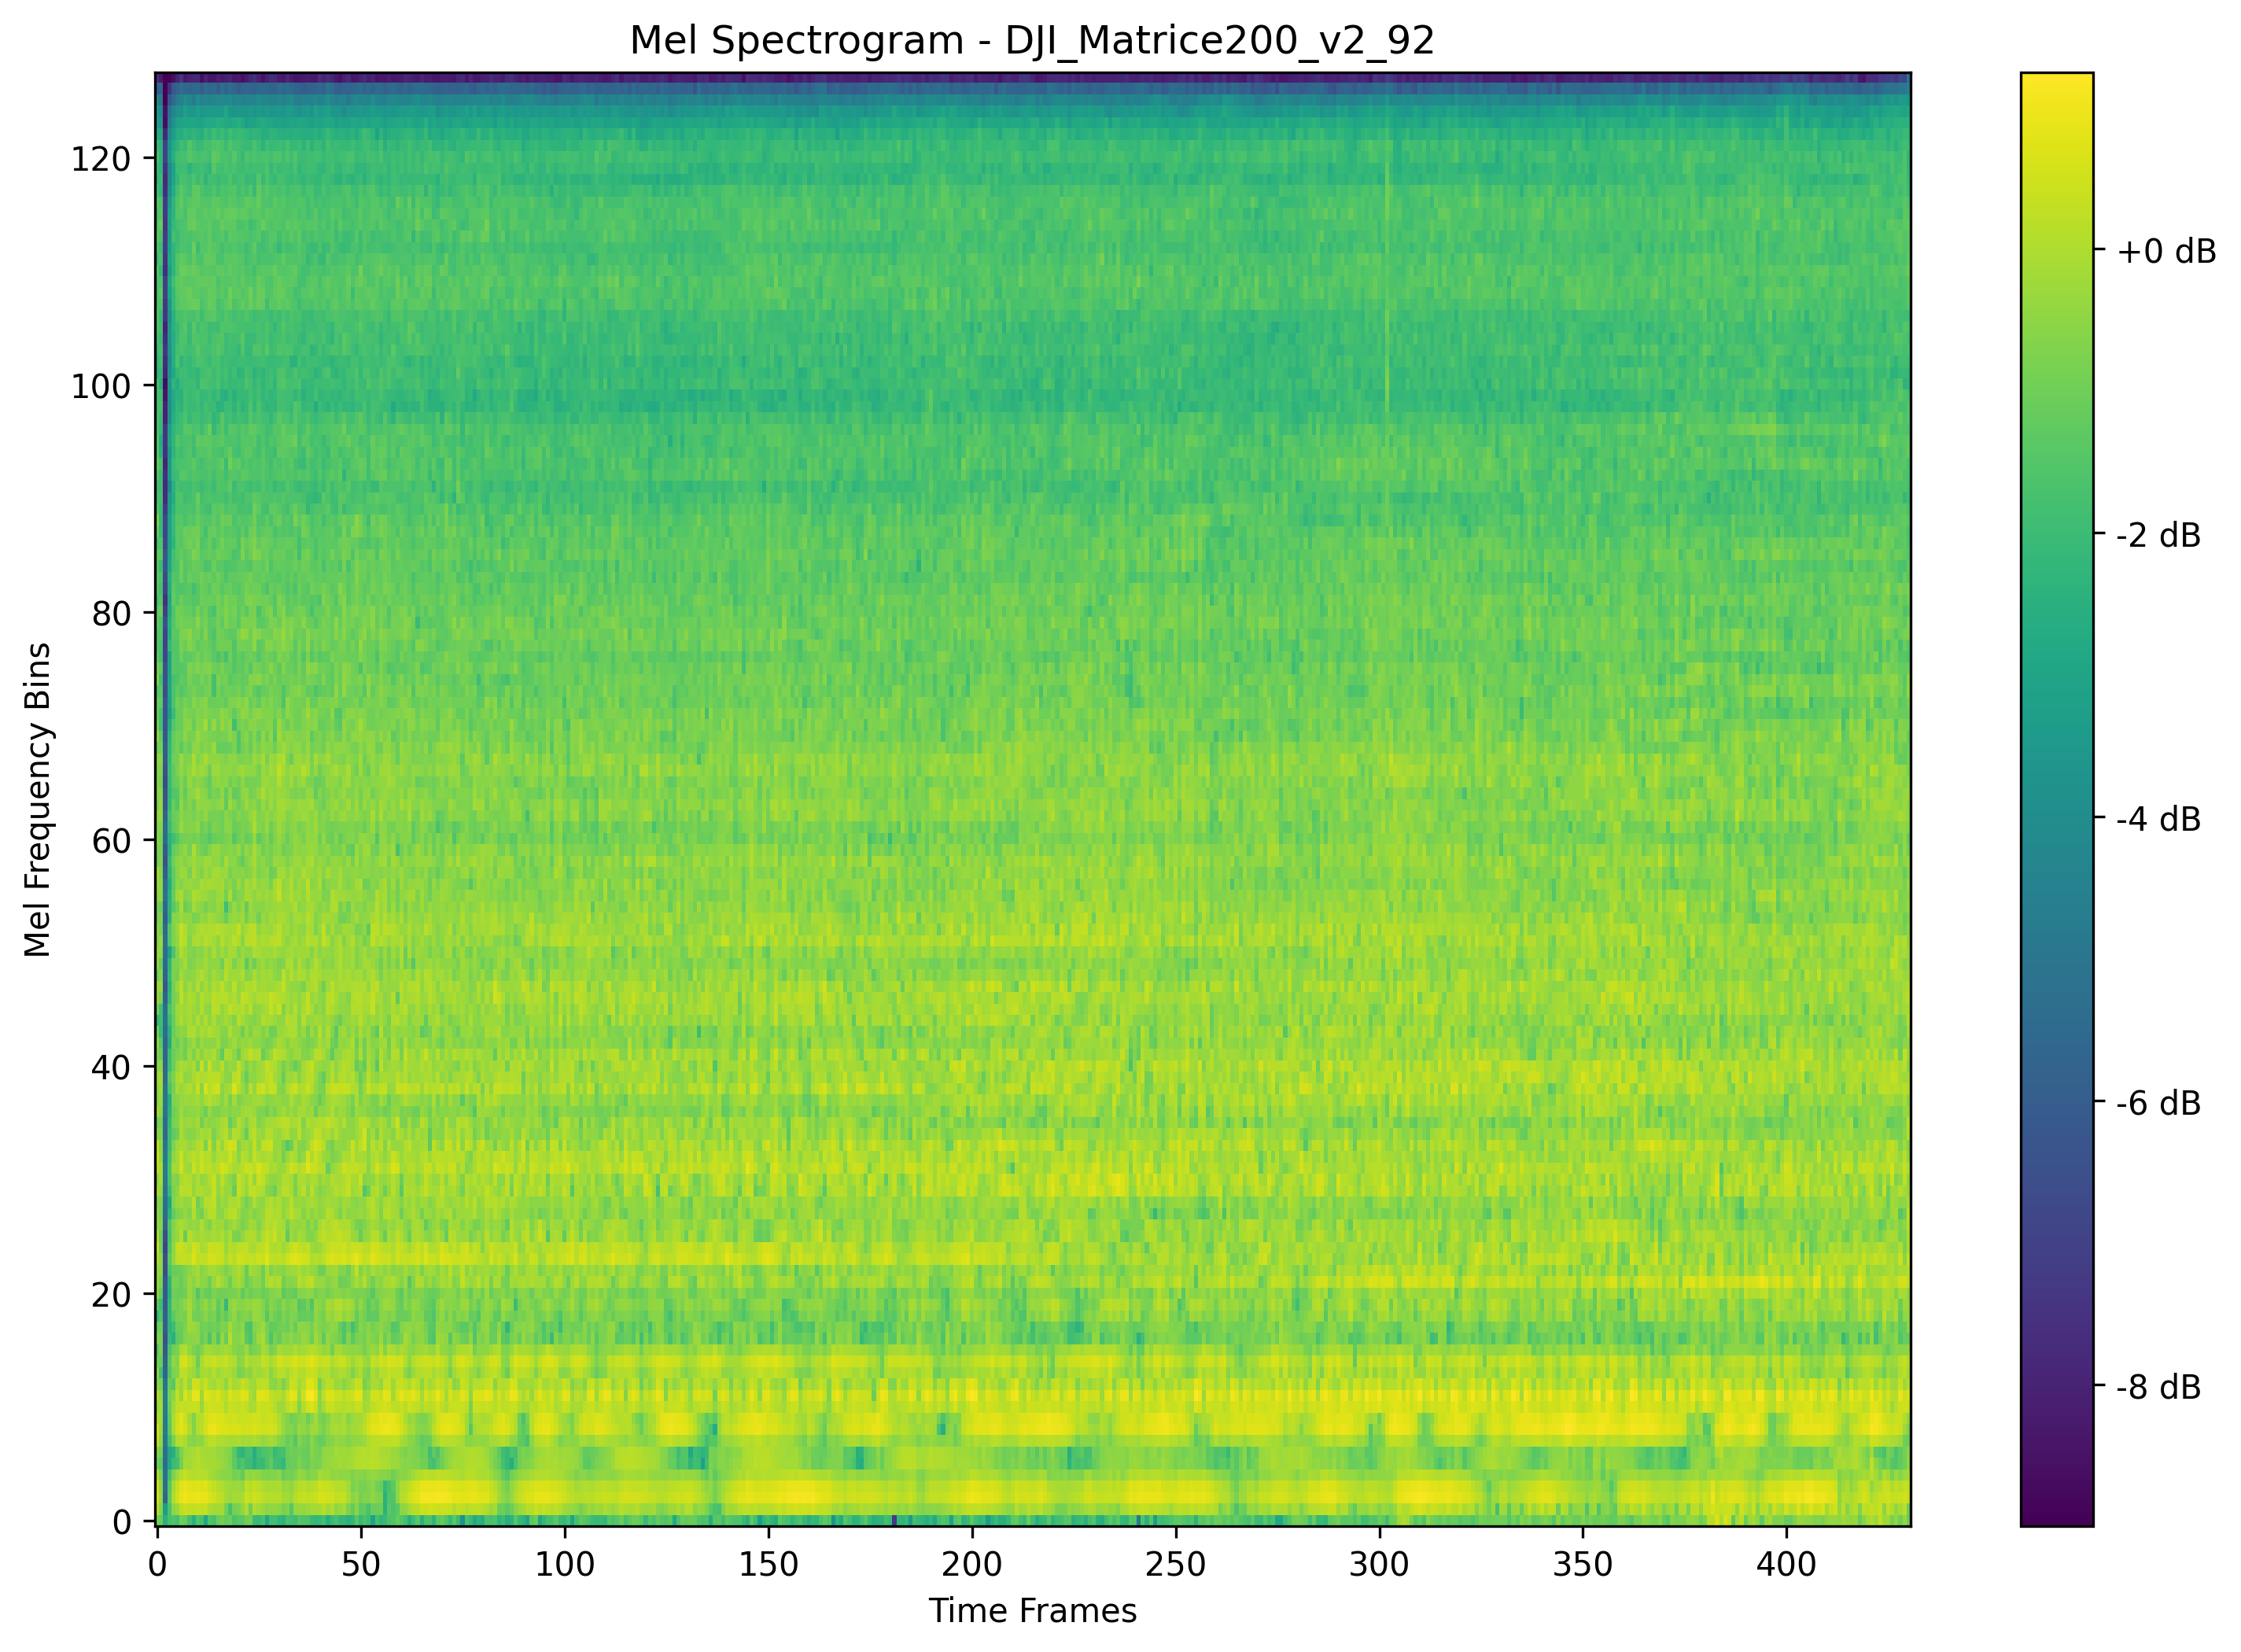 Mel Spectrogram - DJI_Matrice200_v2_92
120
100
80
60
40
20
0
Mel Frequency Bins
0 50 100 150 200 250 300 350 400
Time Frames
+0 dB
-2 dB
-4 dB
-6 dB
-8 dB